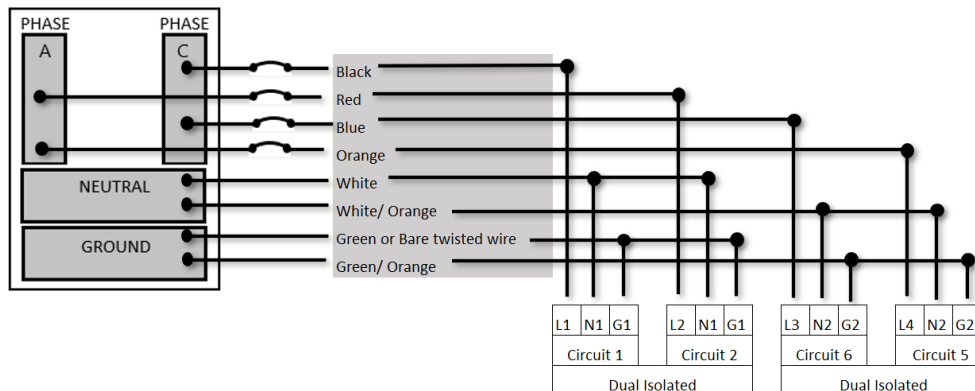 PHASE PHASE
A C
Black
Red
Blue
Orange
NEUTRAL White
White/ Orange
GROUND Green or Bare twisted wire
Green/ Orange
L1 N1 G1 L2 N1 G1 L3 N2 G2 L4 N2 G2
Circuit 1 Circuit 2 Circuit 6 Circuit 5
Dual Isolated Dual Isolated